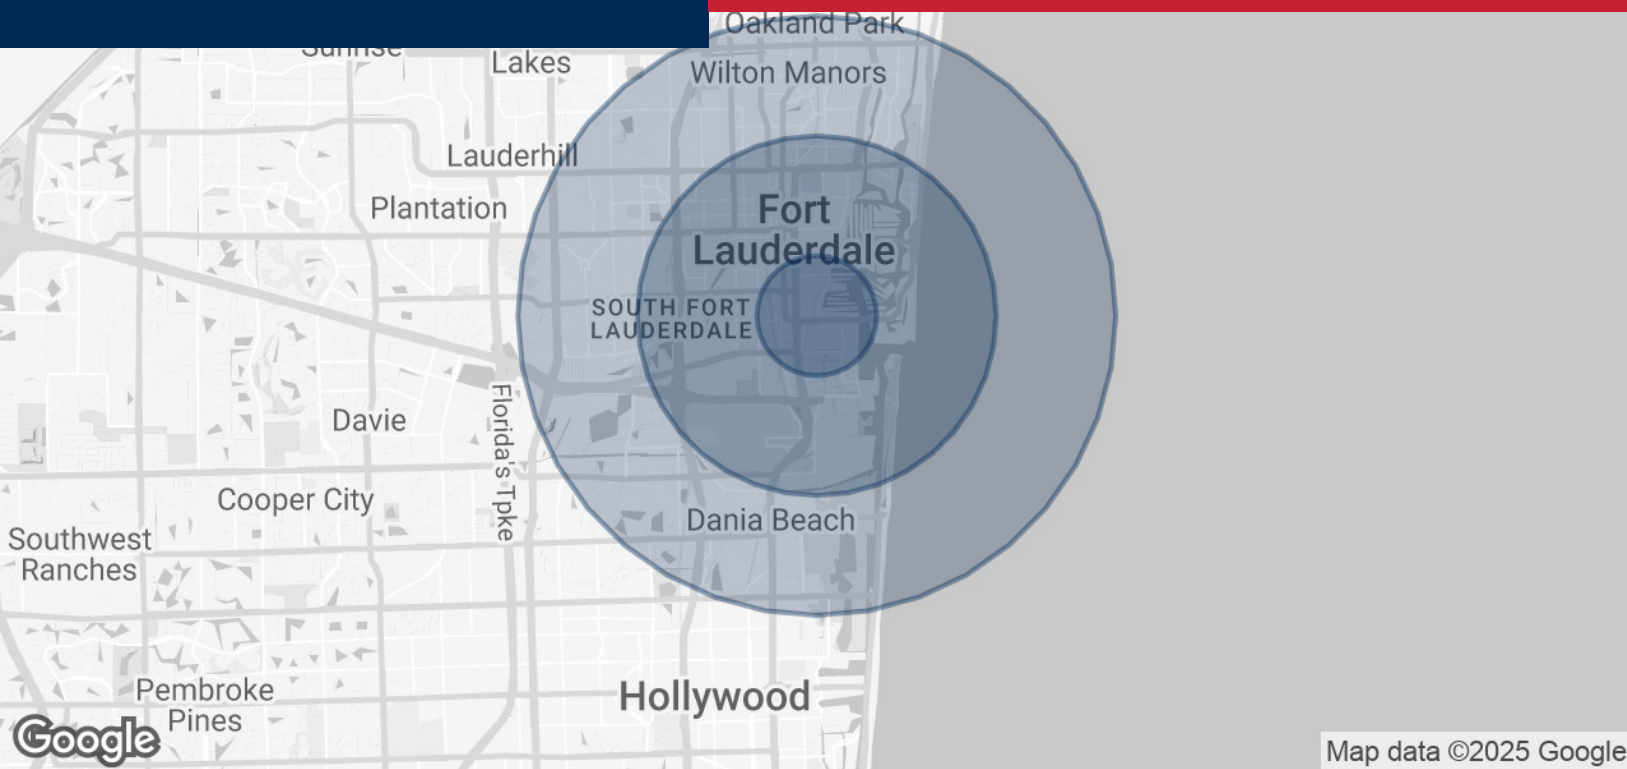 Oakland Park
Sunrise
Lakes
Wilton Manors
Lauderhill
Plantation
Fort
Lauderdale
SOUTH FORT
LAUDERDALE
Florida's Tpke
Davie
Cooper City
Dania Beach
Southwest
Ranches
Pembroke
Pines
Hollywood
Google
Map data ©2025 Google